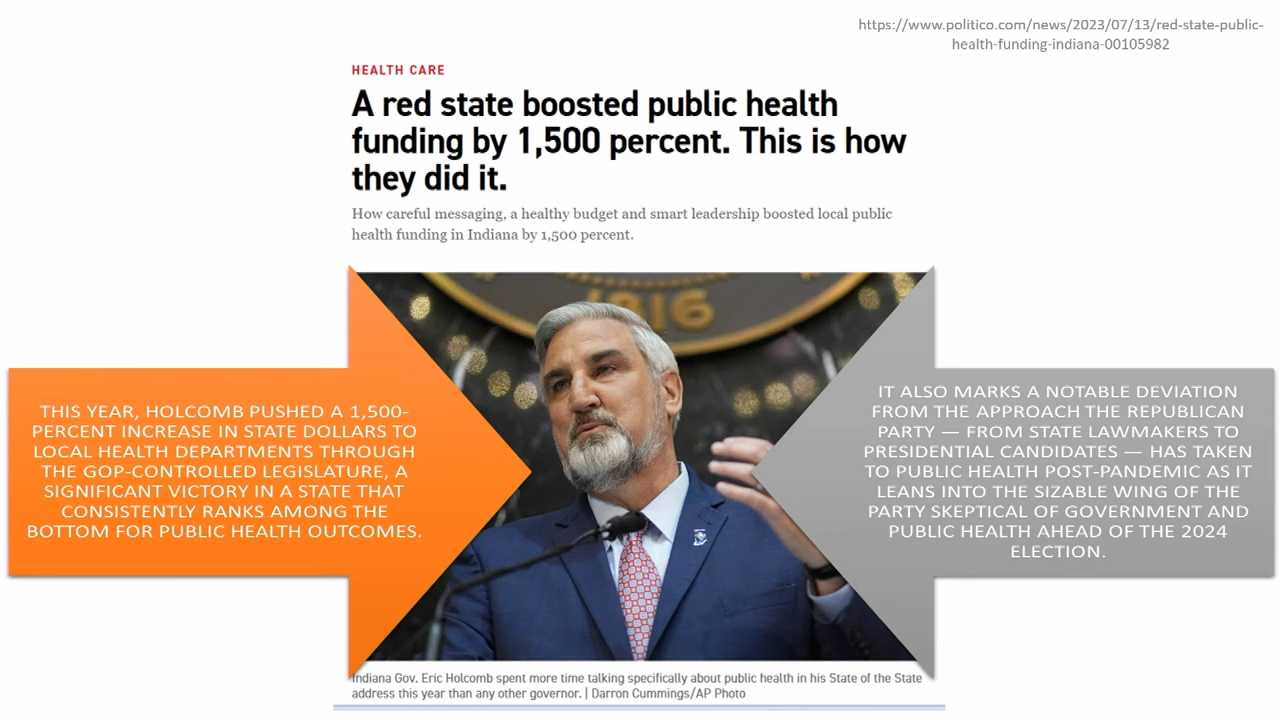 https://www.politico.com/news/2023/07/13/red-state-public-
health-funding-indiana-00105982
HEALTH CARE
A red state boosted public health
funding by 1,500 percent. This is how
they did it.
How careful messaging, a healthy budget and smart leadership boosted local public
health funding in Indiana by 1,500 percent.
1816
THIS YEAR, HOLCOMB PUSHED A 1,500-
PERCENT INCREASE IN STATE DOLLARS TO
LOCAL HEALTH DEPARTMENTS THROUGH
THE GOP-CONTROLLED LEGISLATURE, A
SIGNIFICANT VICTORY IN A STATE THAT
CONSISTENTLY RANKS AMONG THE
BOTTOM FOR PUBLIC HEALTH OUTCOMES.
IT ALSO MARKS A NOTABLE DEVIATION
FROM THE APPROACH THE REPUBLICAN
PARTY — FROM STATE LAWMAKERS TO
PRESIDENTIAL CANDIDATES — HAS TAKEN
TO PUBLIC HEALTH POST-PANDEMIC AS IT
LEANS INTO THE SIZABLE WING OF THE
PARTY SKEPTICAL OF GOVERNMENT AND
PUBLIC HEALTH AHEAD OF THE 2024
ELECTION.
Indiana Gov. Eric Holcomb spent more time talking specifically about public health in his State of the State
address this year than any other governor. | Darron Cummings/AP Photo